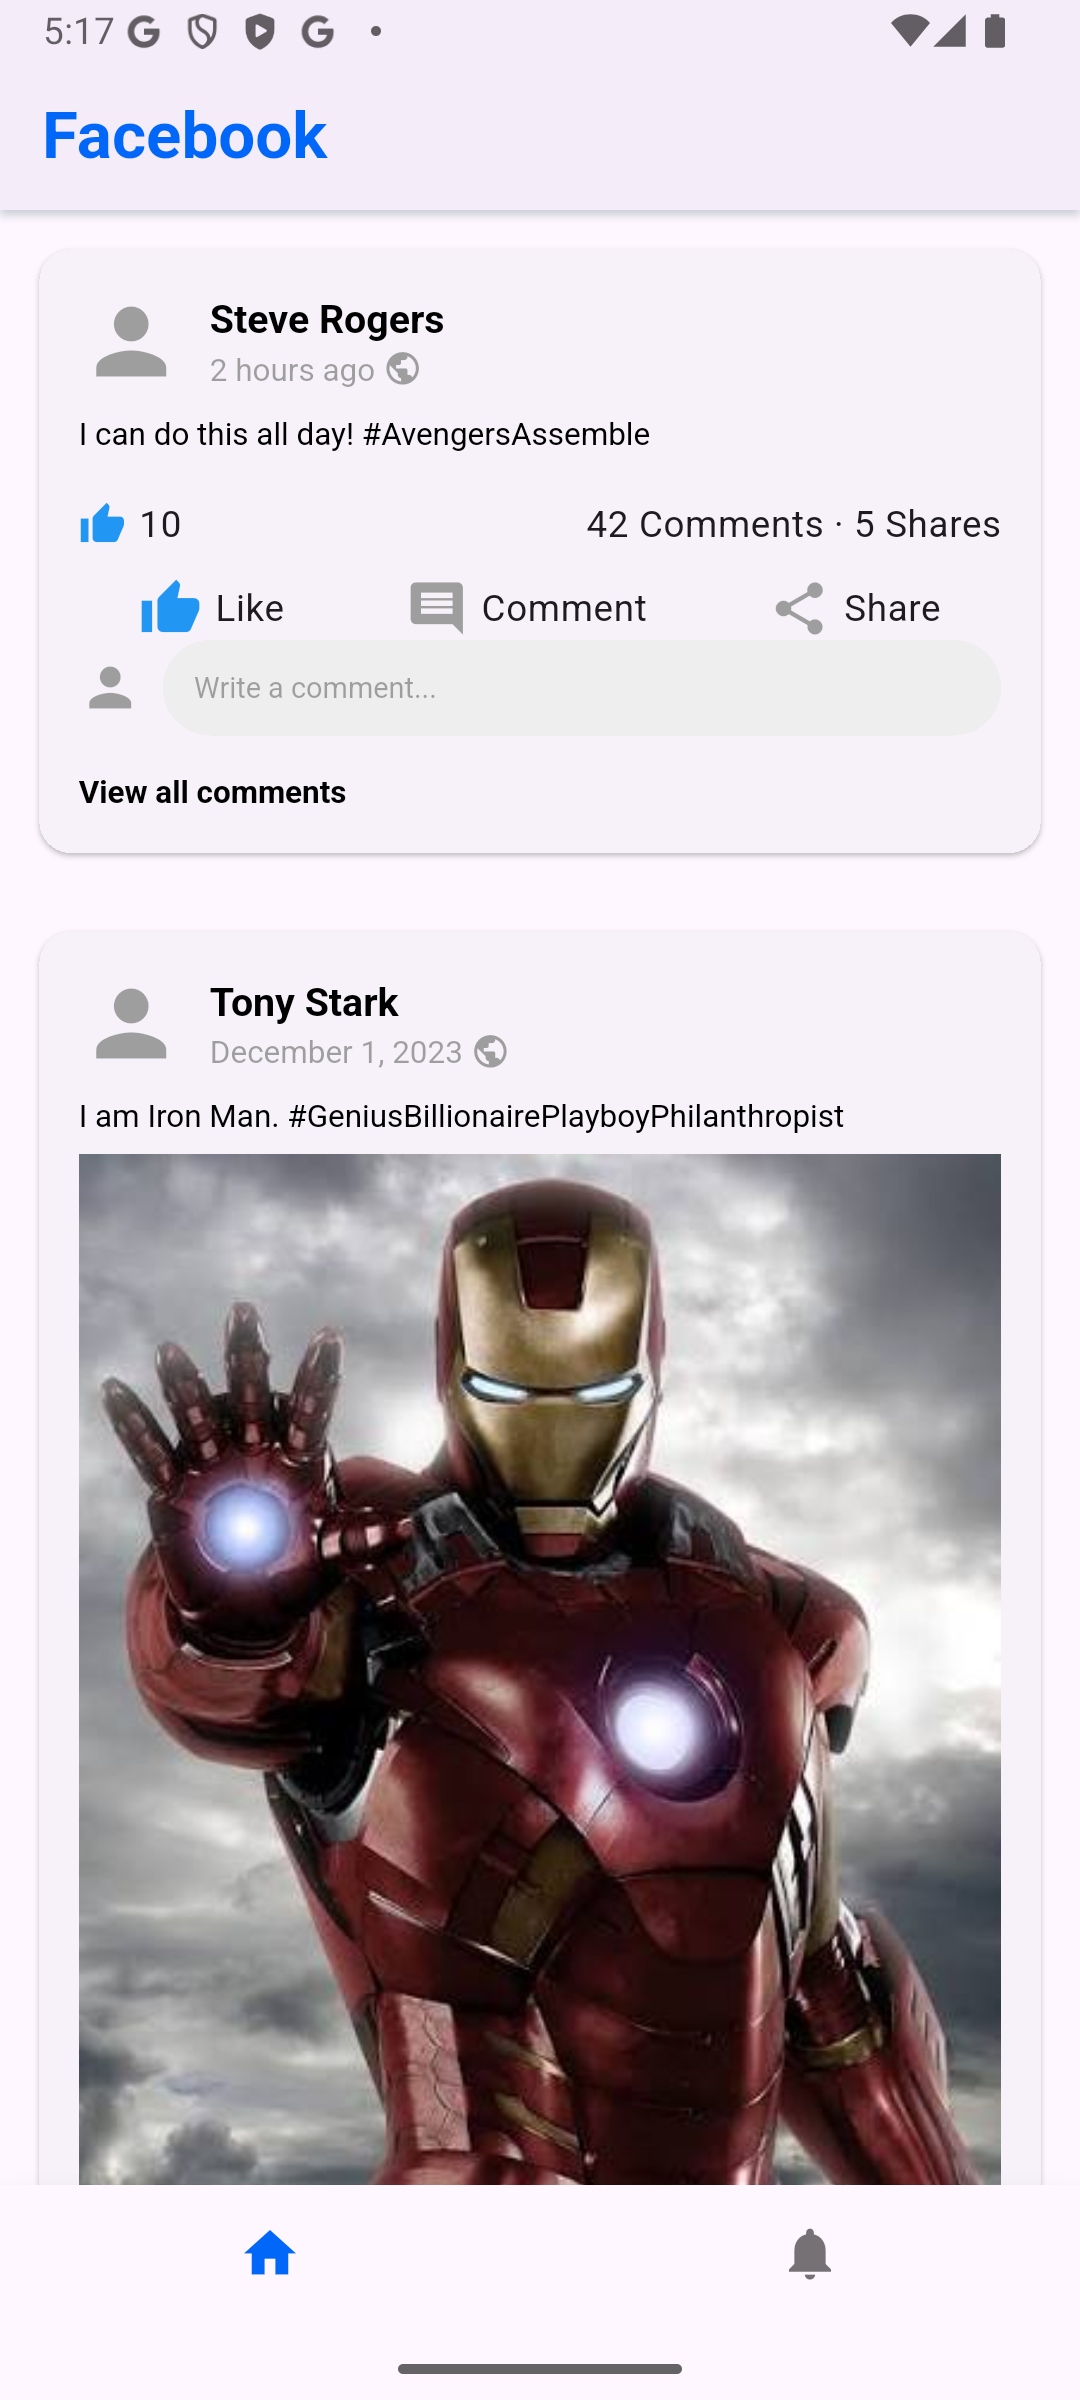 5:17
Facebook
Steve Rogers
2 hours ago
I can do this all day! #AvengersAssemble
10
42 Comments · 5 Shares
Like
Comment
Share
Write a comment...
View all comments
Tony Stark
December 1, 2023
I am Iron Man. #GeniusBillionairePlayboyPhilanthropist